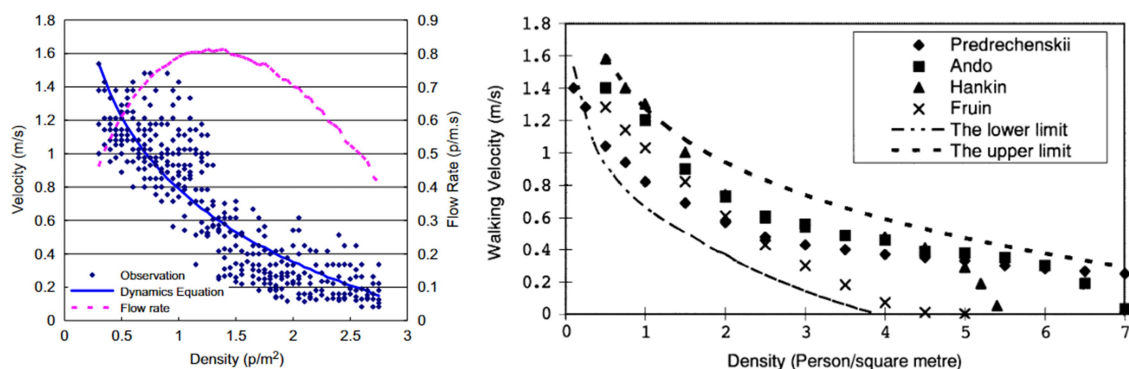 1.8
1.6
1.4
1.2
1
0.8
0.6
0.4
0.2
0
Velocity (m/s)
0.9
0.8
0.7
0.6
0.5
0.4
0.3
0.2
0.1
0
Flow Rate (p/m.s)
Observation
Dynamics Equation
Flow rate
0 0.5 1 1.5 2 2.5 3
Density (p/m²)
1.8
1.6
1.4
1.2
1
0.8
0.6
0.4
0.2
0
Walking Velocity (m/s)
Predrechenskii
Ando
Hankin
Fruin
The lower limit
The upper limit
0 1 2 3 4 5 6 7
Density (Person/square metre)